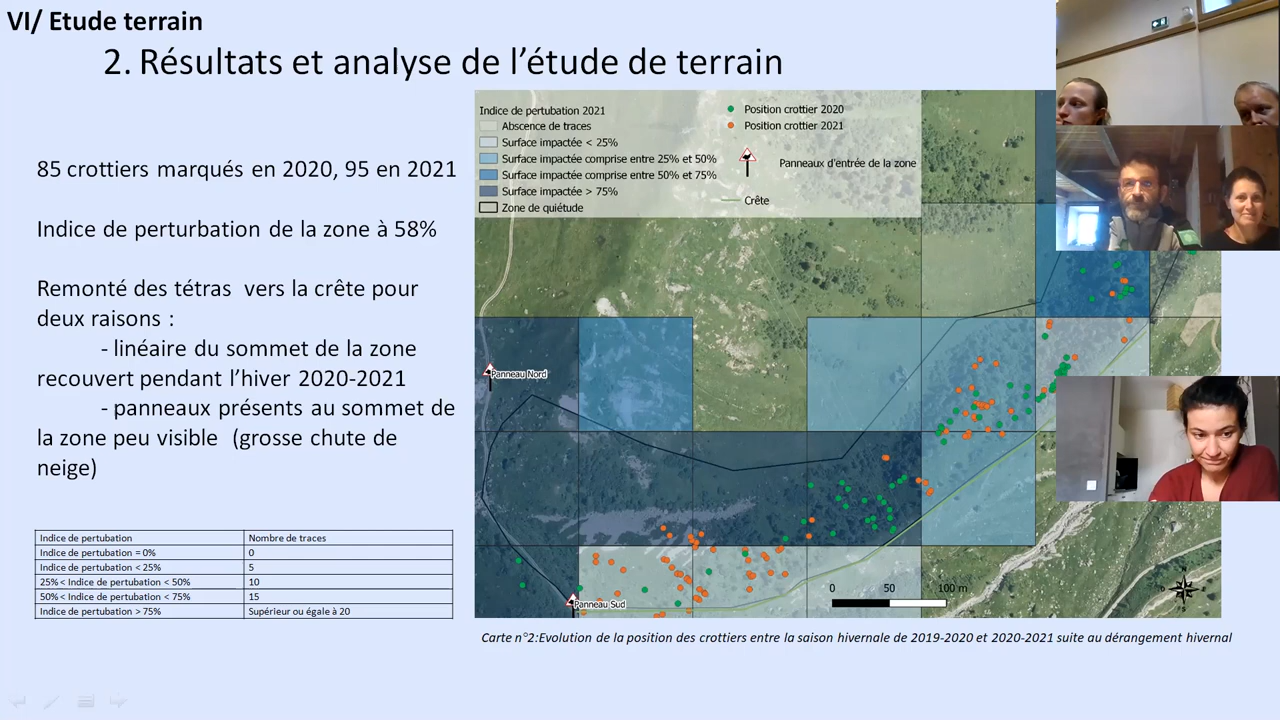 VI/ Etude terrain
2. Résultats et analyse de l’étude de terrain
85 crottiers marqués en 2020, 95 en 2021
Indice de perturbation de la zone à 58%
Remonté des tétras vers la crête pour
deux raisons :
- linéaire du sommet de la zone
recouvert pendant l’hiver 2020-2021
- panneaux présents au sommet de
la zone peu visible (grosse chute de
neige)
Indice de pertubation Nombre de traces
Indice de pertubation = 0% 0
Indice de pertubation < 25% 5
25% < Indice de pertubation < 50% 10
50% < Indice de pertubation < 75% 15
Indice de pertubation > 75% Supérieur ou égale à 20
Indice de pertubation 2021
Abscence de traces
Surface impactée < 25%
Surface impactée comprise entre 25% et 50%
Surface impactée comprise entre 50% et 75%
Surface impactée > 75%
Zone de quiétude
Position crottier 2020
Position crottier 2021
Panneaux d'entrée de la zone
Crête
Panneau Nord
Panneau Sud
0 50 100 m
Carte n°2:Evolution de la position des crottiers entre la saison hivernale de 2019-2020 et 2020-2021 suite au dérangement hivernal